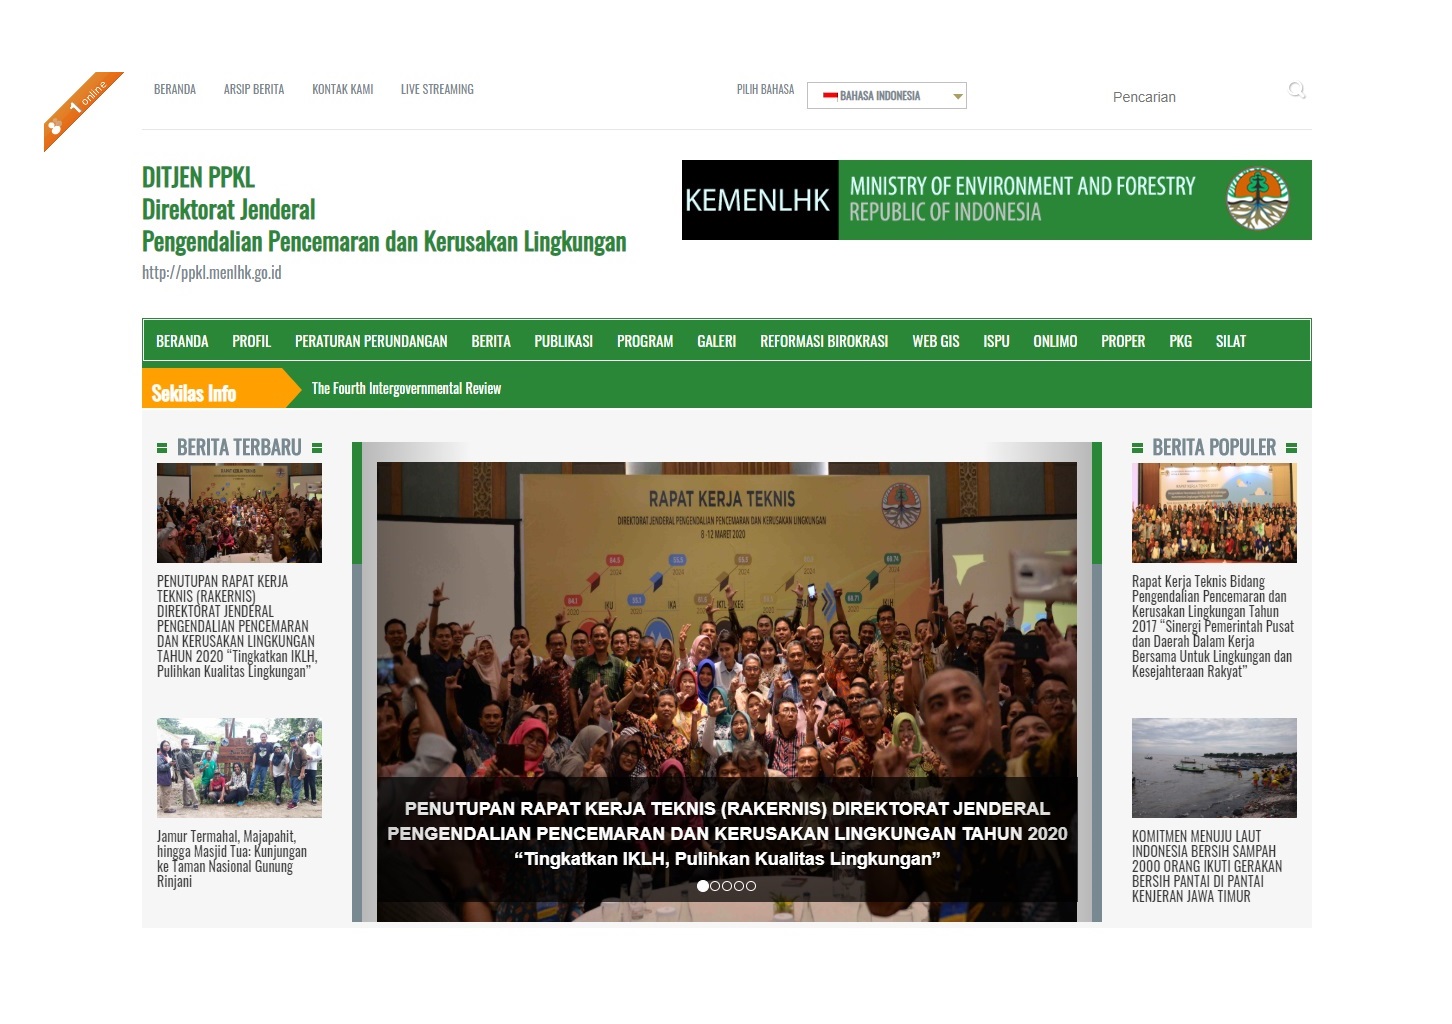 1 online
BERANDA ARSIP BERITA KONTAK KAMI LIVE STREAMING PILIH BAHASA BAHASA INDONESIA Pencarian
DITJEN PPKL
Direktorat Jenderal
Pengendalian Pencemaran dan Kerusakan Lingkungan
http://ppkl.menlhk.go.id
KEMENLHK
MINISTRY OF ENVIRONMENT AND FORESTRY
REPUBLIC OF INDONESIA
BERANDA PROFIL PERATURAN PERUNDANGAN BERITA PUBLIKASI PROGRAM GALERI REFORMASI BIROKRASI WEB GIS ISPU ONLIMO PROPER PKG SILAT
Sekilas Info The Fourth Intergovernmental Review
BERITA TERBARU
PENUTUPAN RAPAT KERJA
TEKNIS (RAKERNIS)
DIREKTORAT JENDERAL
PENGENDALIAN PENCEMARAN
DAN KERUSAKAN LINGKUNGAN
TAHUN 2020 “Tingkatkan IKLH,
Pulihkan Kualitas Lingkungan”
Jamur Termahal, Majapahit,
hingga Masjid Tua: Kunjungan
ke Taman Nasional Gunung
Rinjani
RAPAT KERJA TEKNIS
DIREKTORAT JENDERAL PENGENDALIAN PENCEMARAN DAN KERUSAKAN LINGKUNGAN
8 -12 MARET 2020
PENUTUPAN RAPAT KERJA TEKNIS (RAKERNIS) DIREKTORAT JENDERAL
PENGENDALIAN PENCEMARAN DAN KERUSAKAN LINGKUNGAN TAHUN 2020
“Tingkatkan IKLH, Pulihkan Kualitas Lingkungan”
BERITA POPULER
RAPAT KERJA TEKNIS
Rapat Kerja Teknis Bidang
Pengendalian Pencemaran dan
Kerusakan Lingkungan Tahun
2017 “Sinergi Pemerintah Pusat
dan Daerah Dalam Kerja
Bersama Untuk Lingkungan dan
Kesejahteraan Rakyat”
KOMITMEN MENUJU LAUT
INDONESIA BERSIH SAMPAH
2000 ORANG IKUTI GERAKAN
BERSIH PANTAI DI PANTAI
KENJERAN JAWA TIMUR